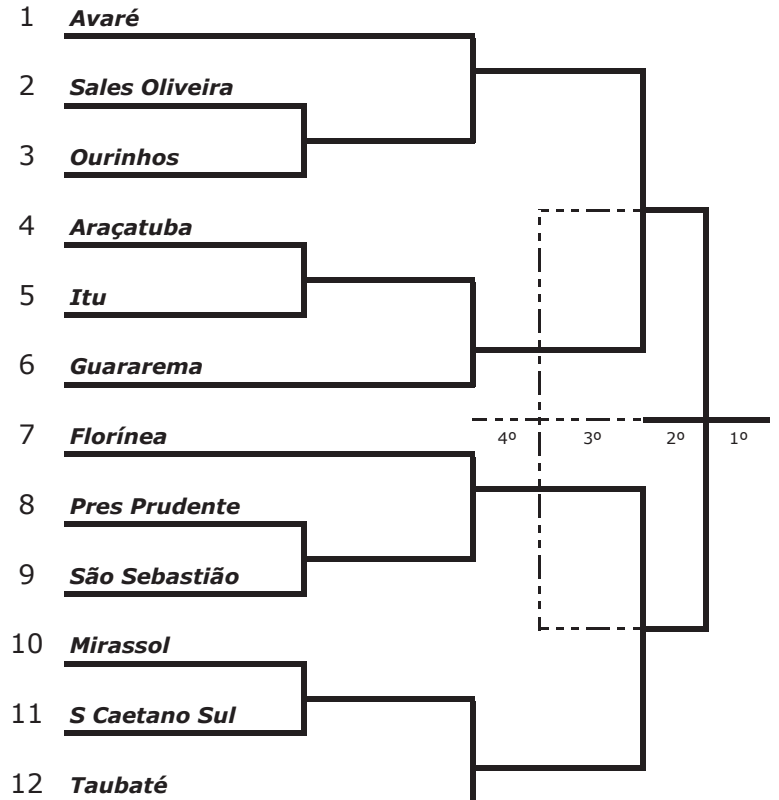 1 Avaré
2 Sales Oliveira
3 Ourinhos
4 Araçatuba
5 Itu
6 Guararema
7 Florínea
4º 3º 2º 1º
8 Pres Prudente
9 São Sebastião
10 Mirassol
11 S Caetano Sul
12 Taubaté